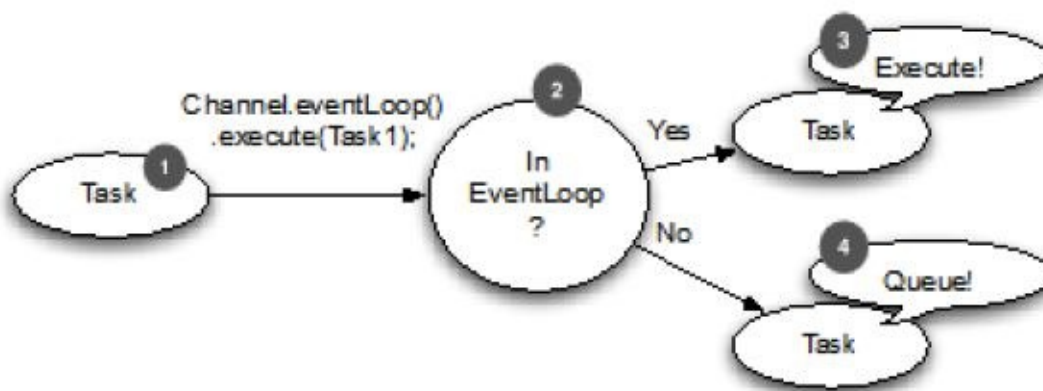 1
Task
Channel.eventLoop()
.execute(Task1);
2
In
EventLoop
?
Yes
3
Execute!
Task
No
4
Queue!
Task